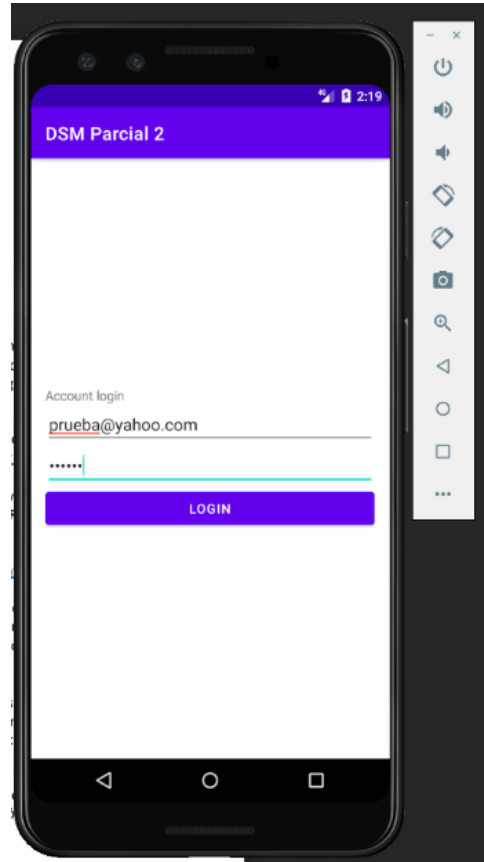 2:19
DSM Parcial 2
Account login
prueba@yahoo.com
••••••
LOGIN